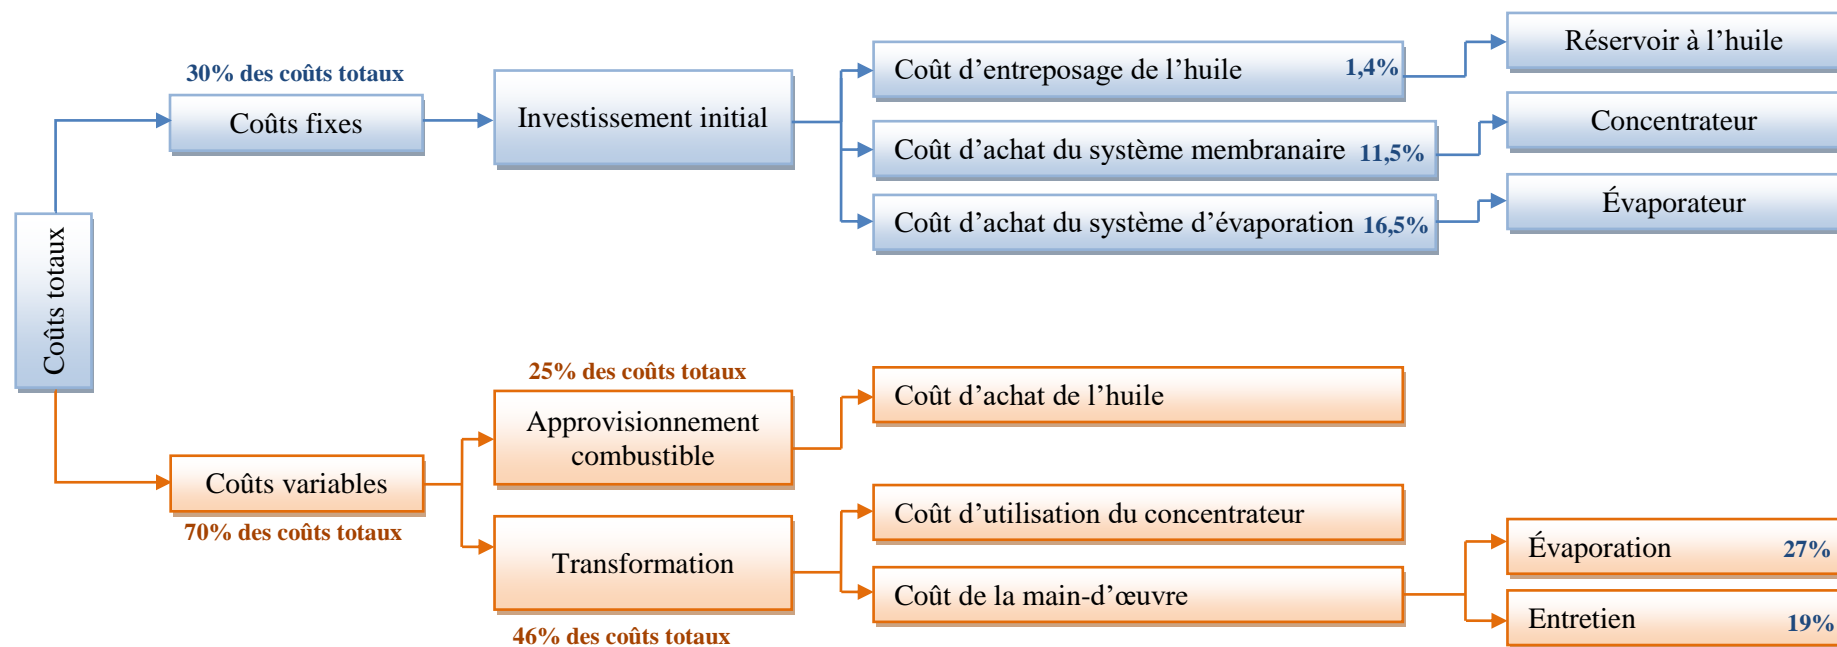 Coûts totaux
30% des coûts totaux
Coûts fixes
Investissement initial
Coût d’entreposage de l’huile 1,4%
Réservoir à l’huile
Coût d’achat du système membranaire 11,5%
Concentrateur
Coût d’achat du système d’évaporation 16,5%
Évaporateur
Coûts variables
70% des coûts totaux
25% des coûts totaux
Approvisionnement
combustible
Coût d’achat de l’huile
Transformation
46% des coûts totaux
Coût d’utilisation du concentrateur
Coût de la main-d’œuvre
Évaporation 27%
Entretien 19%